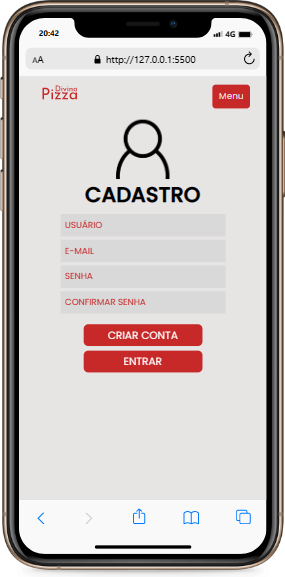 20:42 4G
AA http://127.0.0.1:5500
Divino
Pizza
Menu
CADASTRO
USUÁRIO
E-MAIL
SENHA
CONFIRMAR SENHA
CRIAR CONTA
ENTRAR